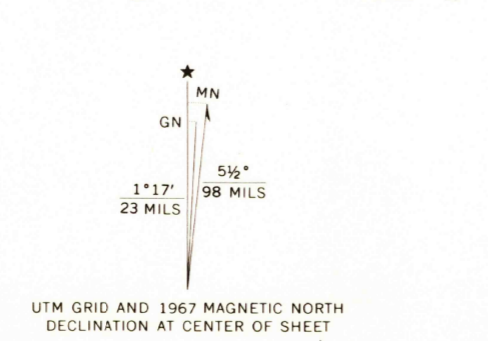 MN
GN
5½°
98 MILS
1°17′
23 MILS
UTM GRID AND 1967 MAGNETIC NORTH
DECLINATION AT CENTER OF SHEET